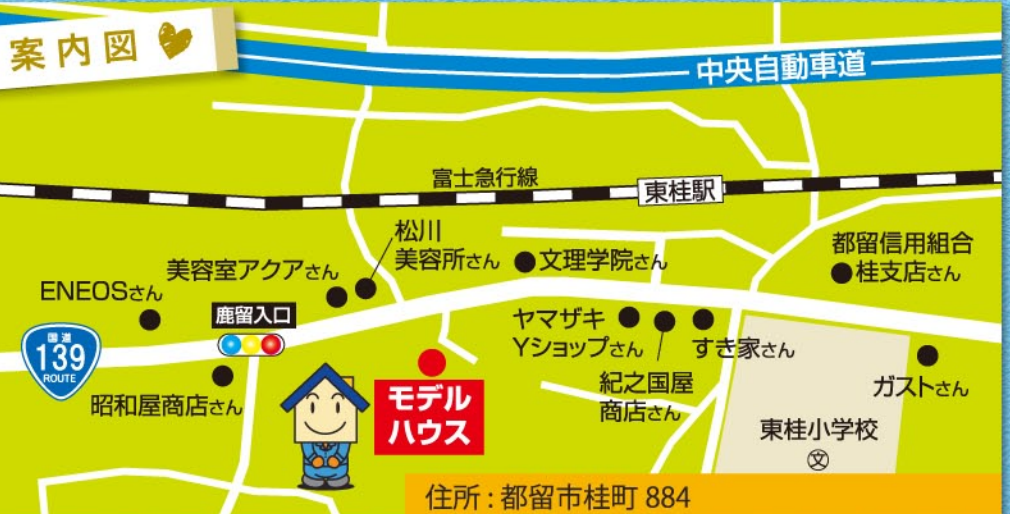 案内図
中央自動車道
富士急行線
東桂駅
松川
美容所さん
美容室アクアさん
文理学院さん
都留信用組合
桂支店さん
ENEOSさん
鹿留入口
国道
139
ROUTE
昭和屋商店さん
モデル
ハウス
ヤマザキ
Yショップさん
紀之国屋
商店さん
すき家さん
ガストさん
東桂小学校
文
住所:都留市桂町 884